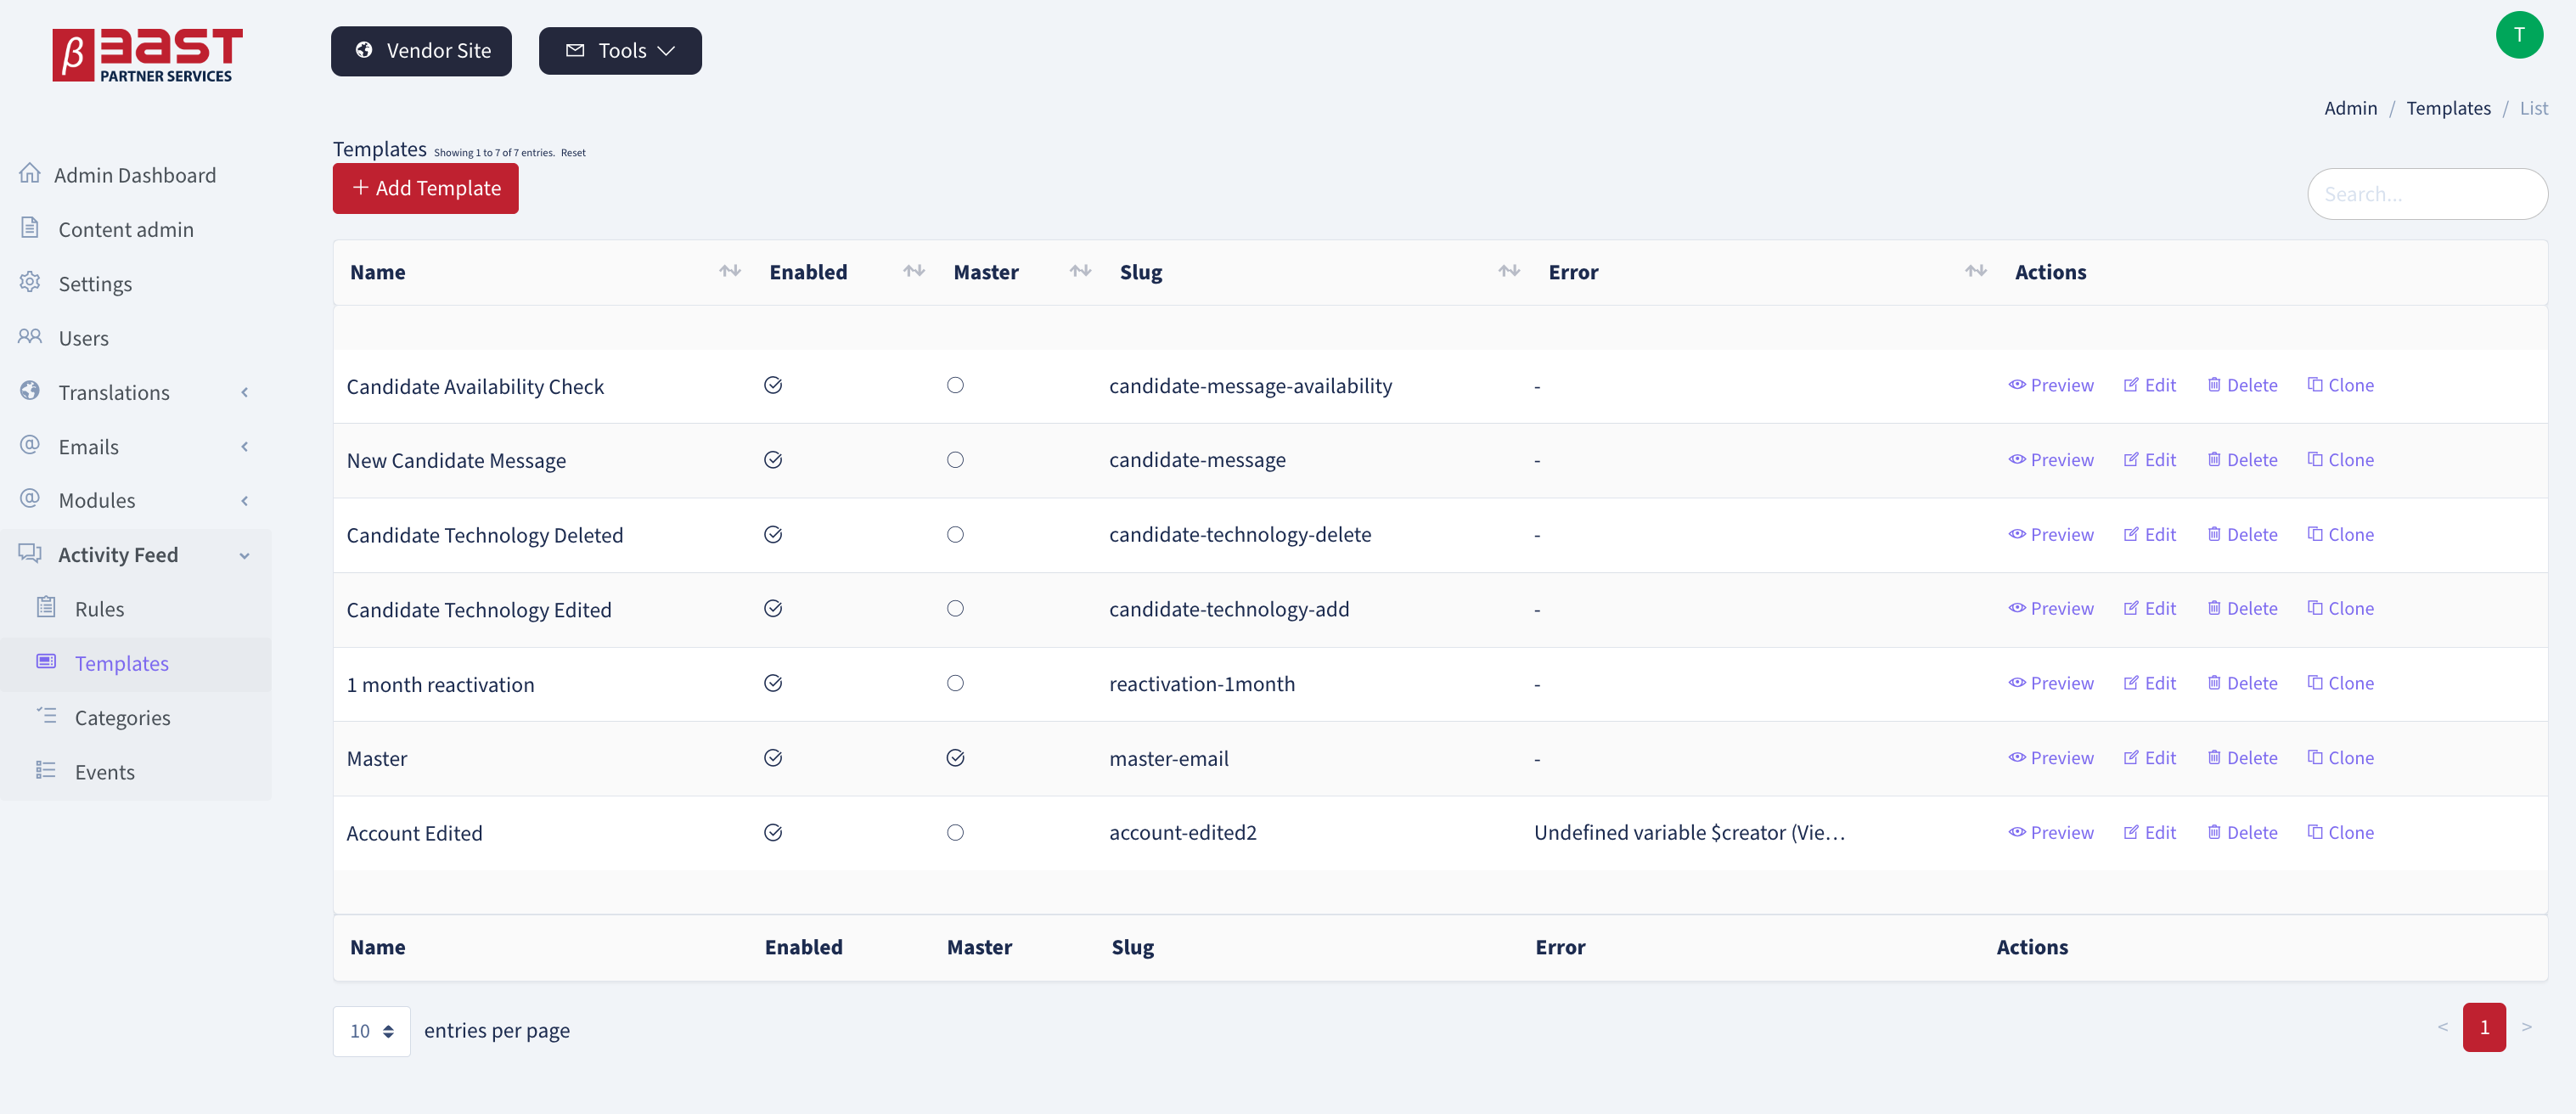 β BAST
PARTNER SERVICES
Vendor Site
Tools
T
Admin / Templates / List
Templates Showing 1 to 7 of 7 entries. Reset
+ Add Template
Search...
Admin Dashboard
Content admin
Settings
Users
Translations
Emails
Modules
Activity Feed
Rules
Templates
Categories
Events
Name Enabled Master Slug Error Actions
Candidate Availability Check candidate-message-availability - Preview Edit Delete Clone
New Candidate Message candidate-message - Preview Edit Delete Clone
Candidate Technology Deleted candidate-technology-delete - Preview Edit Delete Clone
Candidate Technology Edited candidate-technology-add - Preview Edit Delete Clone
1 month reactivation reactivation-1month - Preview Edit Delete Clone
Master master-email - Preview Edit Delete Clone
Account Edited account-edited2 Undefined variable $creator (Vie… Preview Edit Delete Clone
Name Enabled Master Slug Error Actions
10 entries per page
< 1 >